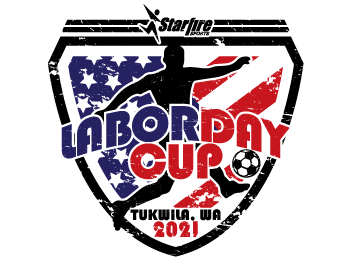 Starfire
SPORTS
LABOR DAY
CUP
TUKWILA, WA
2021